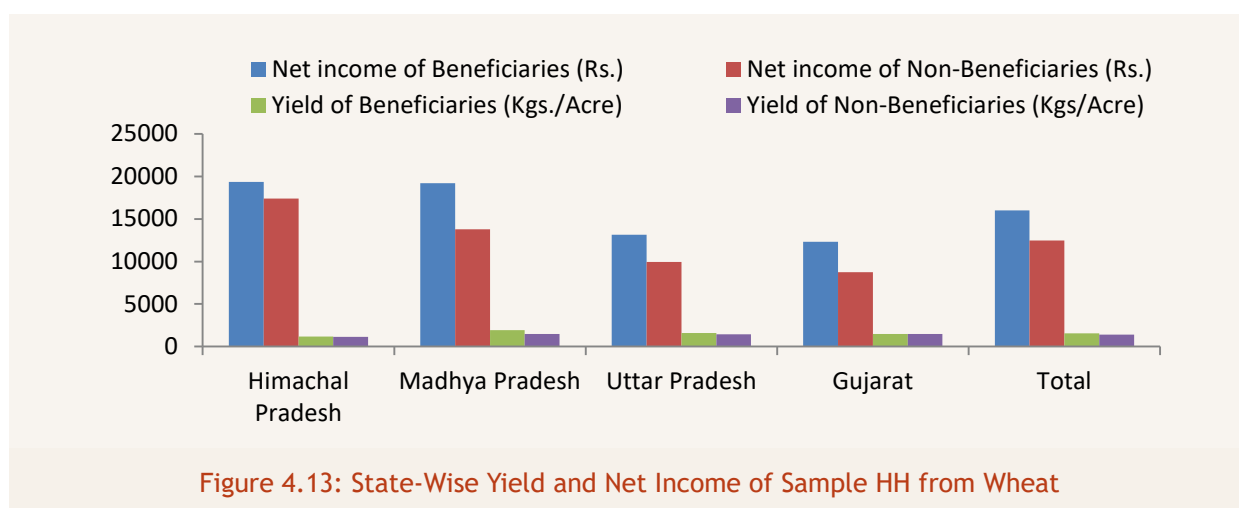 Net income of Beneficiaries (Rs.) Net income of Non-Beneficiaries (Rs.)
Yield of Beneficiaries (Kgs./Acre) Yield of Non-Beneficiaries (Kgs/Acre)
25000
20000
15000
10000
5000
0
Himachal Madhya Pradesh Uttar Pradesh Gujarat Total
Pradesh
Figure 4.13: State-Wise Yield and Net Income of Sample HH from Wheat